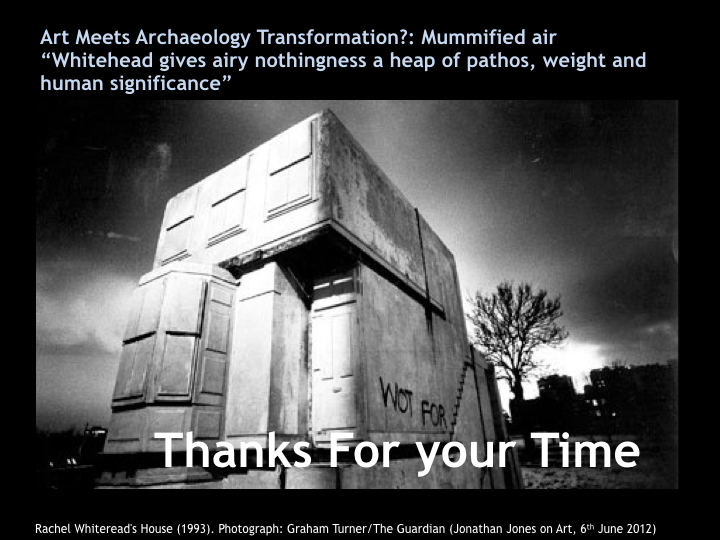 Art Meets Archaeology Transformation?: Mummified air
“Whitehead gives airy nothingness a heap of pathos, weight and
human significance”
WOT FOR
Thanks For your Time
Rachel Whiteread's House (1993). Photograph: Graham Turner/The Guardian (Jonathan Jones on Art, 6th June 2012)